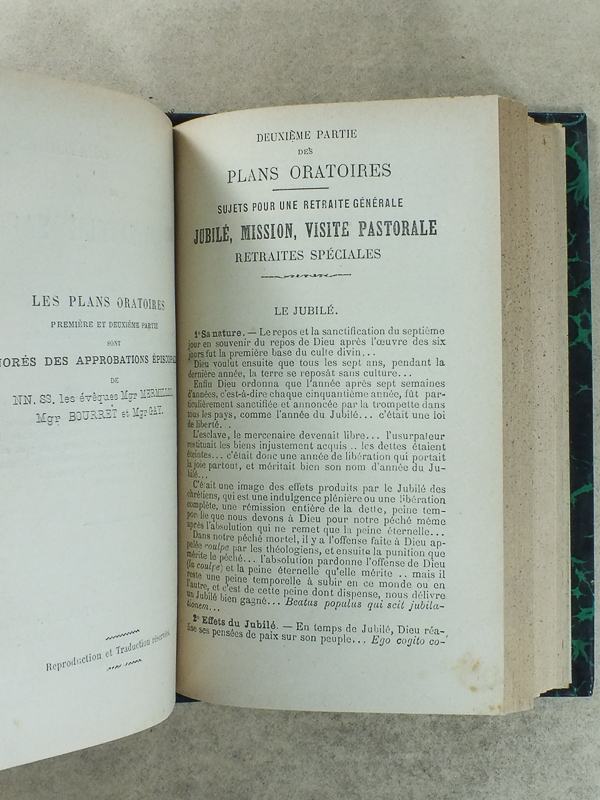 LES PLANS ORATOIRES
PREMIÈRE ET DEUXIÈME PARTIE
SONT
NORÉS DES APPROBATIONS
DE
NN. SS. les évêques Mgr
Mgr BOURRET et Mgr GAY.
Reproduction et Traduction réservées.
DEUXIÈME PARTIE
DES
PLANS ORATOIRES
SUJETS POUR UNE RETRAITE GÉNÉRALE
JUBILÉ, MISSION, VISITE PASTORALE
RETRAITES SPÉCIALES
LE JUBILÉ.
1º Sa nature. — Le repos et la sanctification du septième
jour en souvenir du repos de Dieu après l'œuvre des six
jours fut la première base du culte divin...
Dieu voulut ensuite que tous les sept ans, pendant la
dernière année, la terre se reposât sans culture...
Enfin Dieu ordonna que l'année après sept semaines
d'années, c'est-à-dire chaque cinquantième année, fût par-
ticulièrement sanctifiée et annoncée par la trompette dans
tous les pays, comme l'année du Jubilé... c'était une loi
de liberté...
L'esclave, le mercenaire devenait libre... l'usurpateur
restituait les biens injustement acquis.. les dettes étaient
éteintes... c'était donc une année de libération qui portait
la joie partout, et méritait bien son nom d'année du Ju-
bilé...
C'était une image des effets produits par le Jubilé des
chrétiens, qui est une indulgence plénière ou une libération
complète, une rémission entière de la dette, peine tem-
porelle que nous devons à Dieu pour notre péché même
après l'absolution qui ne remet que la peine éternelle...
Dans notre péché mortel, il y a l'offense faite à Dieu ap-
pelée coulpe par les théologiens, et ensuite la punition que
mérite le péché... l'absolution pardonne l'offense de Dieu
(la coulpe) et la peine éternelle qu'elle mérite .. mais il
reste une peine temporelle à subir en ce monde ou en
l'autre, et c'est de cette peine dont dispense, nous délivre
un Jubilé bien gagné... Beatus populus qui scit jubila-
tionem...
2º Effets du Jubilé. — En temps de Jubilé, Dieu réa-
lise ses pensées de paix sur son peuple... Ego cogito co-